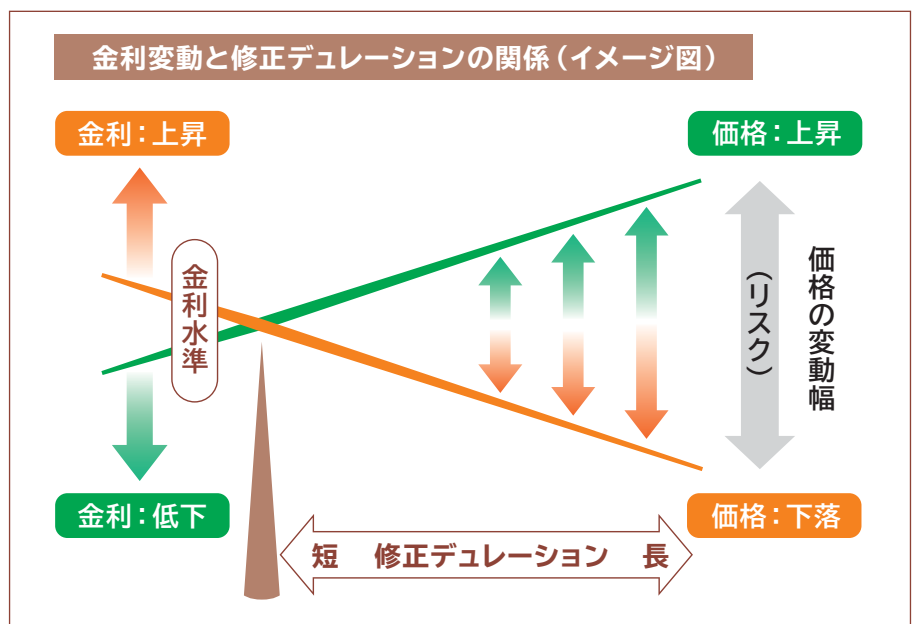 金利変動と修正デュレーションの関係（イメージ図）
金利：上昇
価格：上昇
金利水準
（リスク）
価格の変動幅
金利：低下
価格：下落
短 修正デュレーション 長